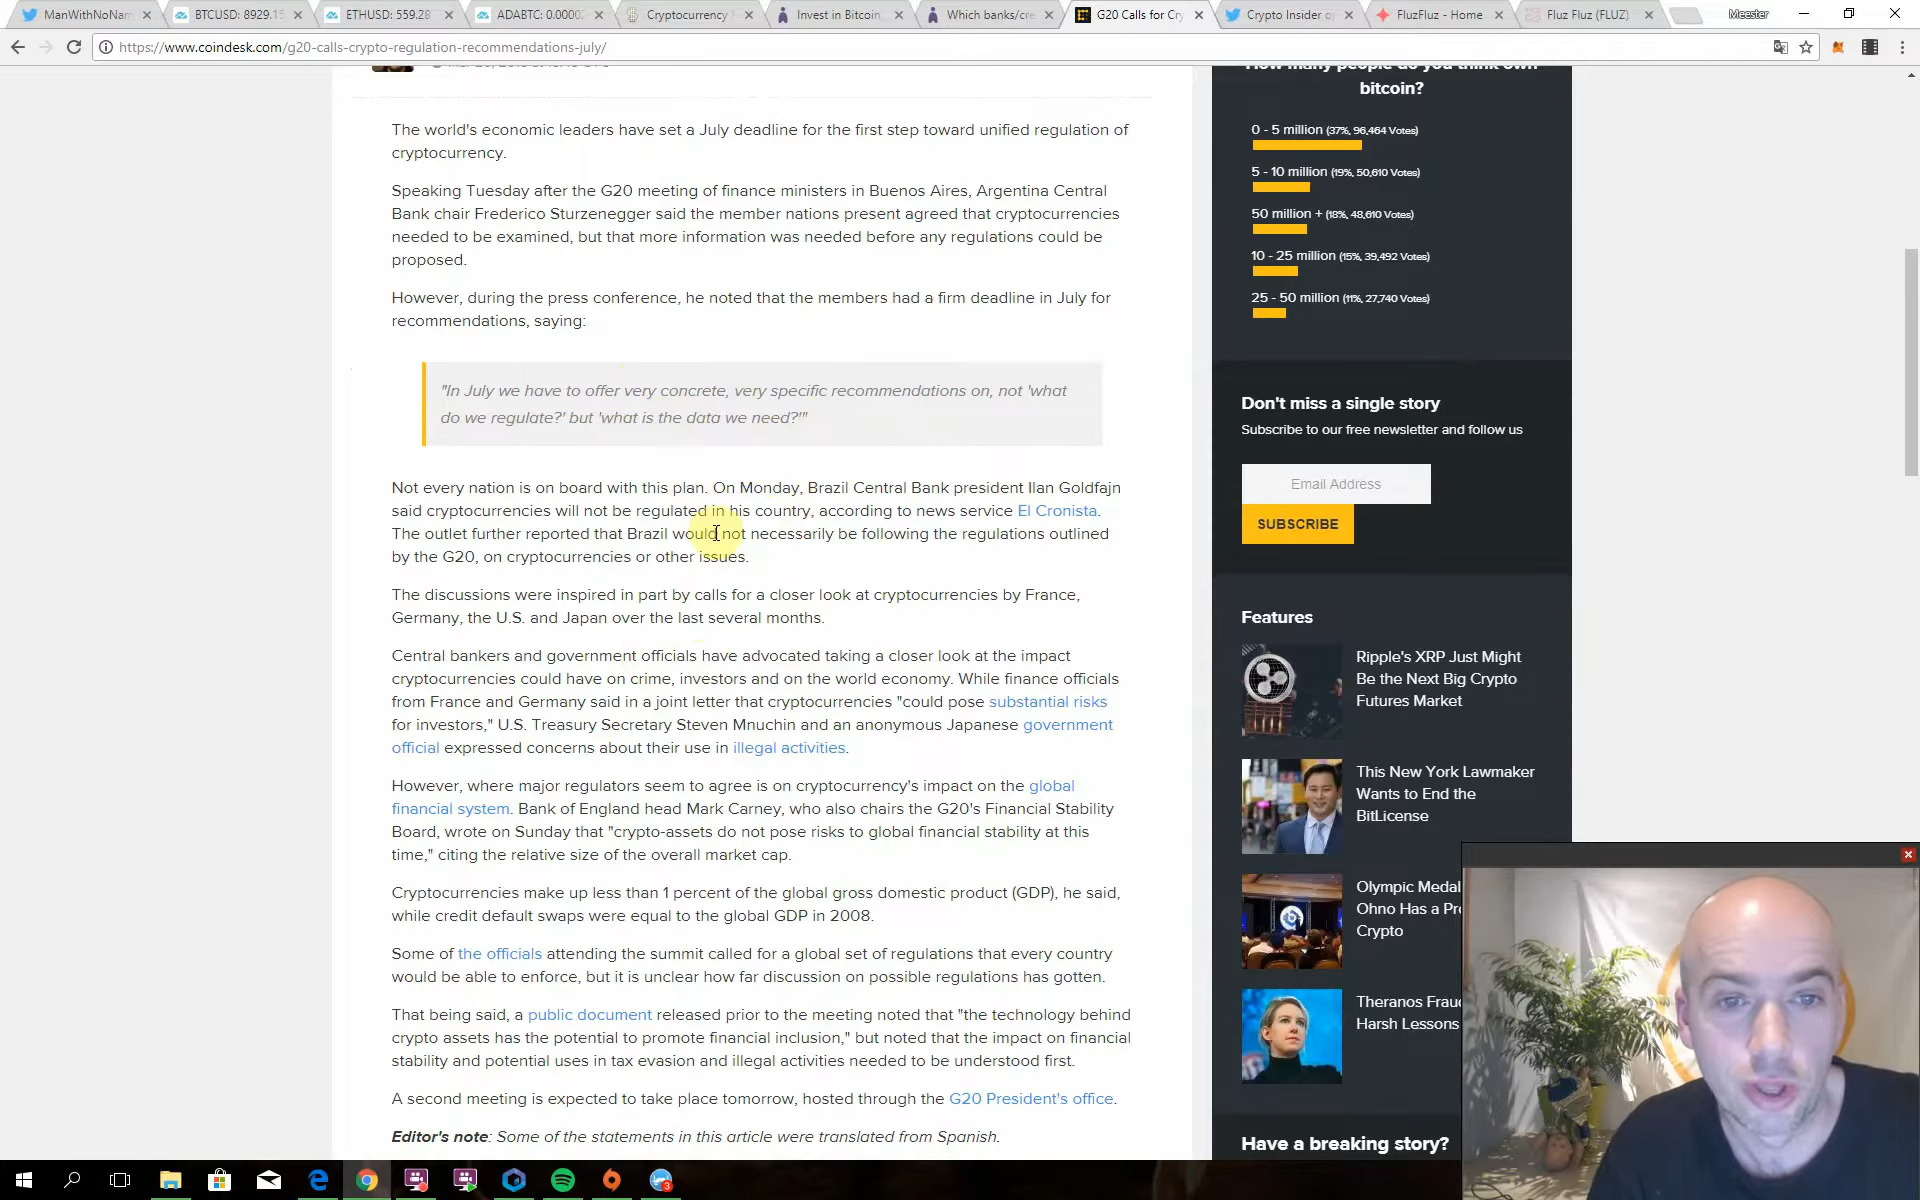 ManWithNoNam
BTCUSD: 8929.15
ETHUSD: 559.28
ADABTC: 0.0000
Cryptocurrency
Invest in Bitcoin
Which banks/cre
G20 Calls for Cry
Crypto Insider o
FluzFluz - Home
Fluz Fluz (FLUZ)
Meester
https://www.coindesk.com/g20-calls-crypto-regulation-recommendations-july/
The world's economic leaders have set a July deadline for the first step toward unified regulation of
cryptocurrency.
Speaking Tuesday after the G20 meeting of finance ministers in Buenos Aires, Argentina Central
Bank chair Frederico Sturzenegger said the member nations present agreed that cryptocurrencies
needed to be examined, but that more information was needed before any regulations could be
proposed.
However, during the press conference, he noted that the members had a firm deadline in July for
recommendations, saying:
"In July we have to offer very concrete, very specific recommendations on, not 'what
do we regulate?' but 'what is the data we need?'"
Not every nation is on board with this plan. On Monday, Brazil Central Bank president Ilan Goldfajn
said cryptocurrencies will not be regulated in his country, according to news service El Cronista.
The outlet further reported that Brazil would not necessarily be following the regulations outlined
by the G20, on cryptocurrencies or other issues.
The discussions were inspired in part by calls for a closer look at cryptocurrencies by France,
Germany, the U.S. and Japan over the last several months.
Central bankers and government officials have advocated taking a closer look at the impact
cryptocurrencies could have on crime, investors and on the world economy. While finance officials
from France and Germany said in a joint letter that cryptocurrencies "could pose substantial risks
for investors," U.S. Treasury Secretary Steven Mnuchin and an anonymous Japanese government
official expressed concerns about their use in illegal activities.
However, where major regulators seem to agree is on cryptocurrency's impact on the global
financial system. Bank of England head Mark Carney, who also chairs the G20's Financial Stability
Board, wrote on Sunday that "crypto-assets do not pose risks to global financial stability at this
time," citing the relative size of the overall market cap.
Cryptocurrencies make up less than 1 percent of the global gross domestic product (GDP), he said,
while credit default swaps were equal to the global GDP in 2008.
Some of the officials attending the summit called for a global set of regulations that every country
would be able to enforce, but it is unclear how far discussion on possible regulations has gotten.
That being said, a public document released prior to the meeting noted that "the technology behind
crypto assets has the potential to promote financial inclusion," but noted that the impact on financial
stability and potential uses in tax evasion and illegal activities needed to be understood first.
A second meeting is expected to take place tomorrow, hosted through the G20 President's office.
Editor's note: Some of the statements in this article were translated from Spanish.
How many people do you think own
bitcoin?
0 - 5 million (37%, 96,464 Votes)
5 - 10 million (19%, 50,610 Votes)
50 million + (18%, 48,610 Votes)
10 - 25 million (15%, 39,492 Votes)
25 - 50 million (11%, 27,740 Votes)
Don't miss a single story
Subscribe to our free newsletter and follow us
Email Address
SUBSCRIBE
Features
Ripple's XRP Just Might
Be the Next Big Crypto
Futures Market
This New York Lawmaker
Wants to End the
BitLicense
Olympic Medal
Ohno Has a Pr
Crypto
Theranos Frau
Harsh Lessons
Have a breaking story?
3